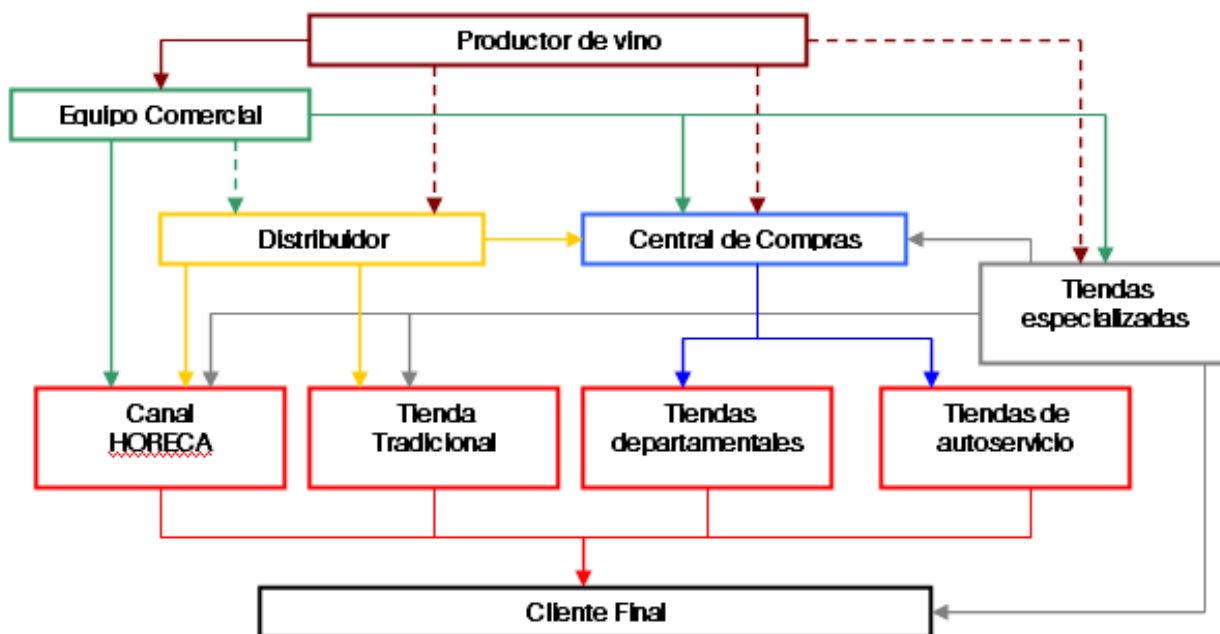 Productor de vino
Equipo Comercial
Distribuidor
Central de Compras
Tiendas
especializadas
Canal
HORECA
Tienda
Tradicional
Tiendas
departamentales
Tiendas de
autoservicio
Cliente Final